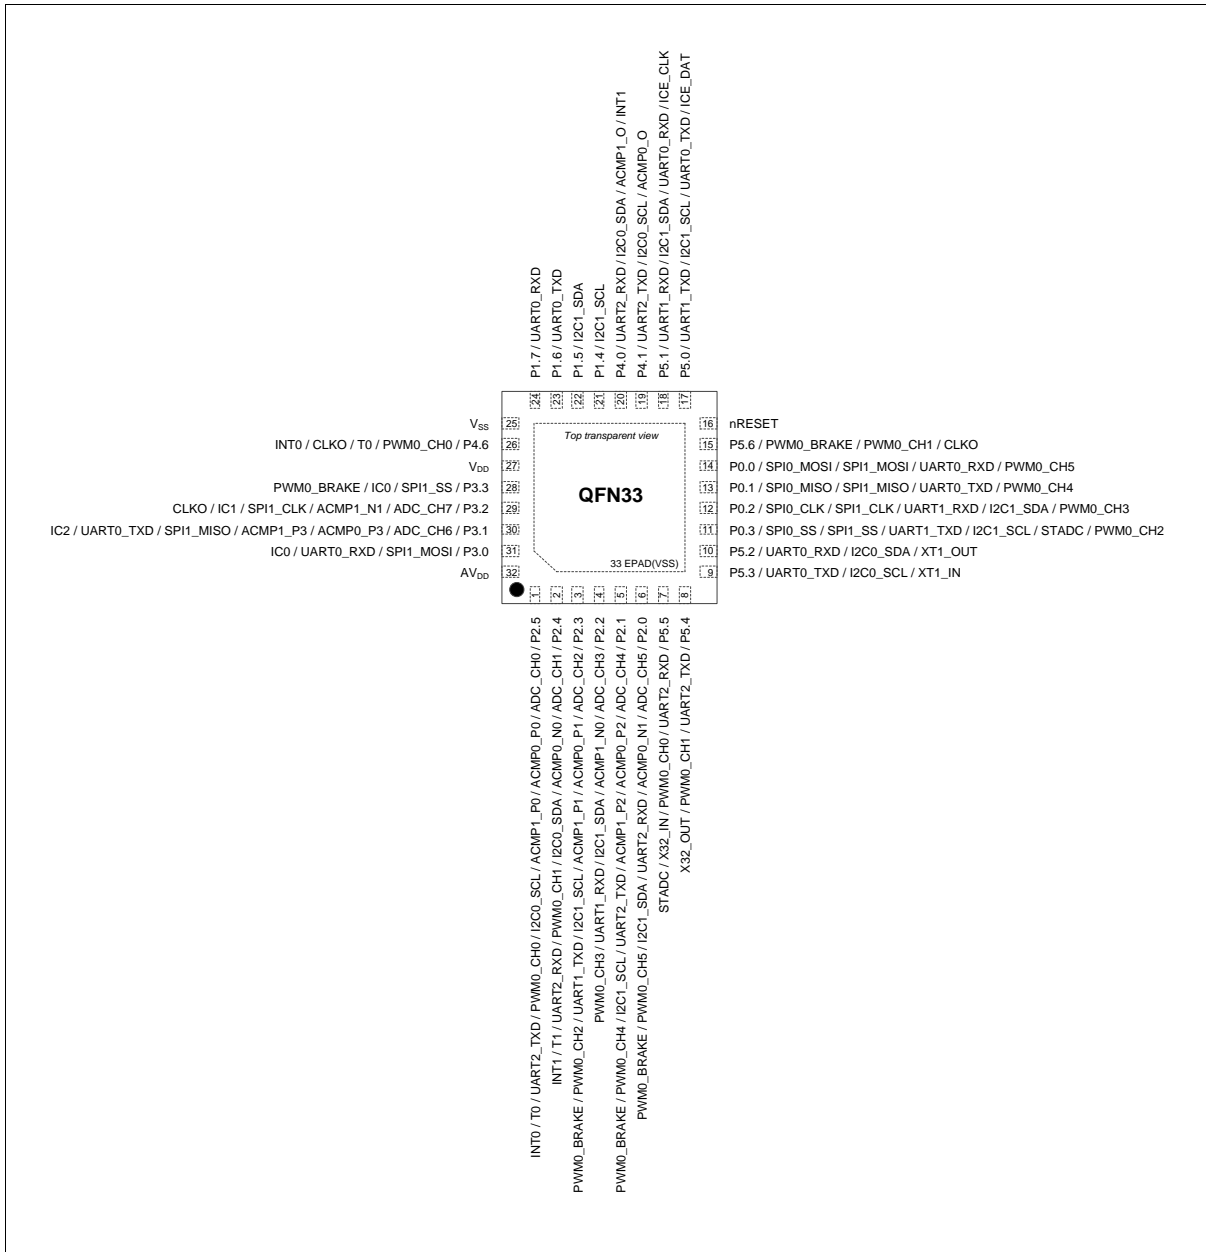 P1.7 / UART0_RXD
P1.6 / UART0_TXD
P1.5 / I2C1_SDA
P1.4 / I2C1_SCL
P4.0 / UART2_RXD / I2C0_SDA / ACMP1_O / INT1
P4.1 / UART2_TXD / I2C0_SCL / ACMP0_O
P5.1 / UART1_RXD / I2C1_SDA / UART0_RXD / ICE_CLK
P5.0 / UART1_TXD / I2C1_SCL / UART0_TXD / ICE_DAT
24 23 22 21 20 19 18 17
VSS 25
INT0 / CLKO / T0 / PWM0_CH0 / P4.6 26
VDD 27
PWM0_BRAKE / IC0 / SPI1_SS / P3.3 28
CLKO / IC1 / SPI1_CLK / ACMP1_N1 / ADC_CH7 / P3.2 29
IC2 / UART0_TXD / SPI1_MISO / ACMP1_P3 / ACMP0_P3 / ADC_CH6 / P3.1 30
IC0 / UART0_RXD / SPI1_MOSI / P3.0 31
AVDD 32
Top transparent view
QFN33
33 EPAD(VSS)
16 nRESET
15 P5.6 / PWM0_BRAKE / PWM0_CH1 / CLKO
14 P0.0 / SPI0_MOSI / SPI1_MOSI / UART0_RXD / PWM0_CH5
13 P0.1 / SPI0_MISO / SPI1_MISO / UART0_TXD / PWM0_CH4
12 P0.2 / SPI0_CLK / SPI1_CLK / UART1_RXD / I2C1_SDA / PWM0_CH3
11 P0.3 / SPI0_SS / SPI1_SS / UART1_TXD / I2C1_SCL / STADC / PWM0_CH2
10 P5.2 / UART0_RXD / I2C0_SDA / XT1_OUT
9 P5.3 / UART0_TXD / I2C0_SCL / XT1_IN
1 2 3 4 5 6 7 8
INT0 / T0 / UART2_TXD / PWM0_CH0 / I2C0_SCL / ACMP1_P0 / ACMP0_P0 / ADC_CH0 / P2.5
INT1 / T1 / UART2_RXD / PWM0_CH1 / I2C0_SDA / ACMP0_N0 / ADC_CH1 / P2.4
PWM0_BRAKE / PWM0_CH2 / UART1_TXD / I2C1_SCL / ACMP1_P1 / ACMP0_P1 / ADC_CH2 / P2.3
PWM0_CH3 / UART1_RXD / I2C1_SDA / ACMP1_N0 / ADC_CH3 / P2.2
PWM0_BRAKE / PWM0_CH4 / I2C1_SCL / UART2_TXD / ACMP1_P2 / ACMP0_P2 / ADC_CH4 / P2.1
PWM0_BRAKE / PWM0_CH5 / I2C1_SDA / UART2_RXD / ACMP0_N1 / ADC_CH5 / P2.0
STADC / X32_IN / PWM0_CH0 / UART2_RXD / P5.5
X32_OUT / PWM0_CH1 / UART2_TXD / P5.4